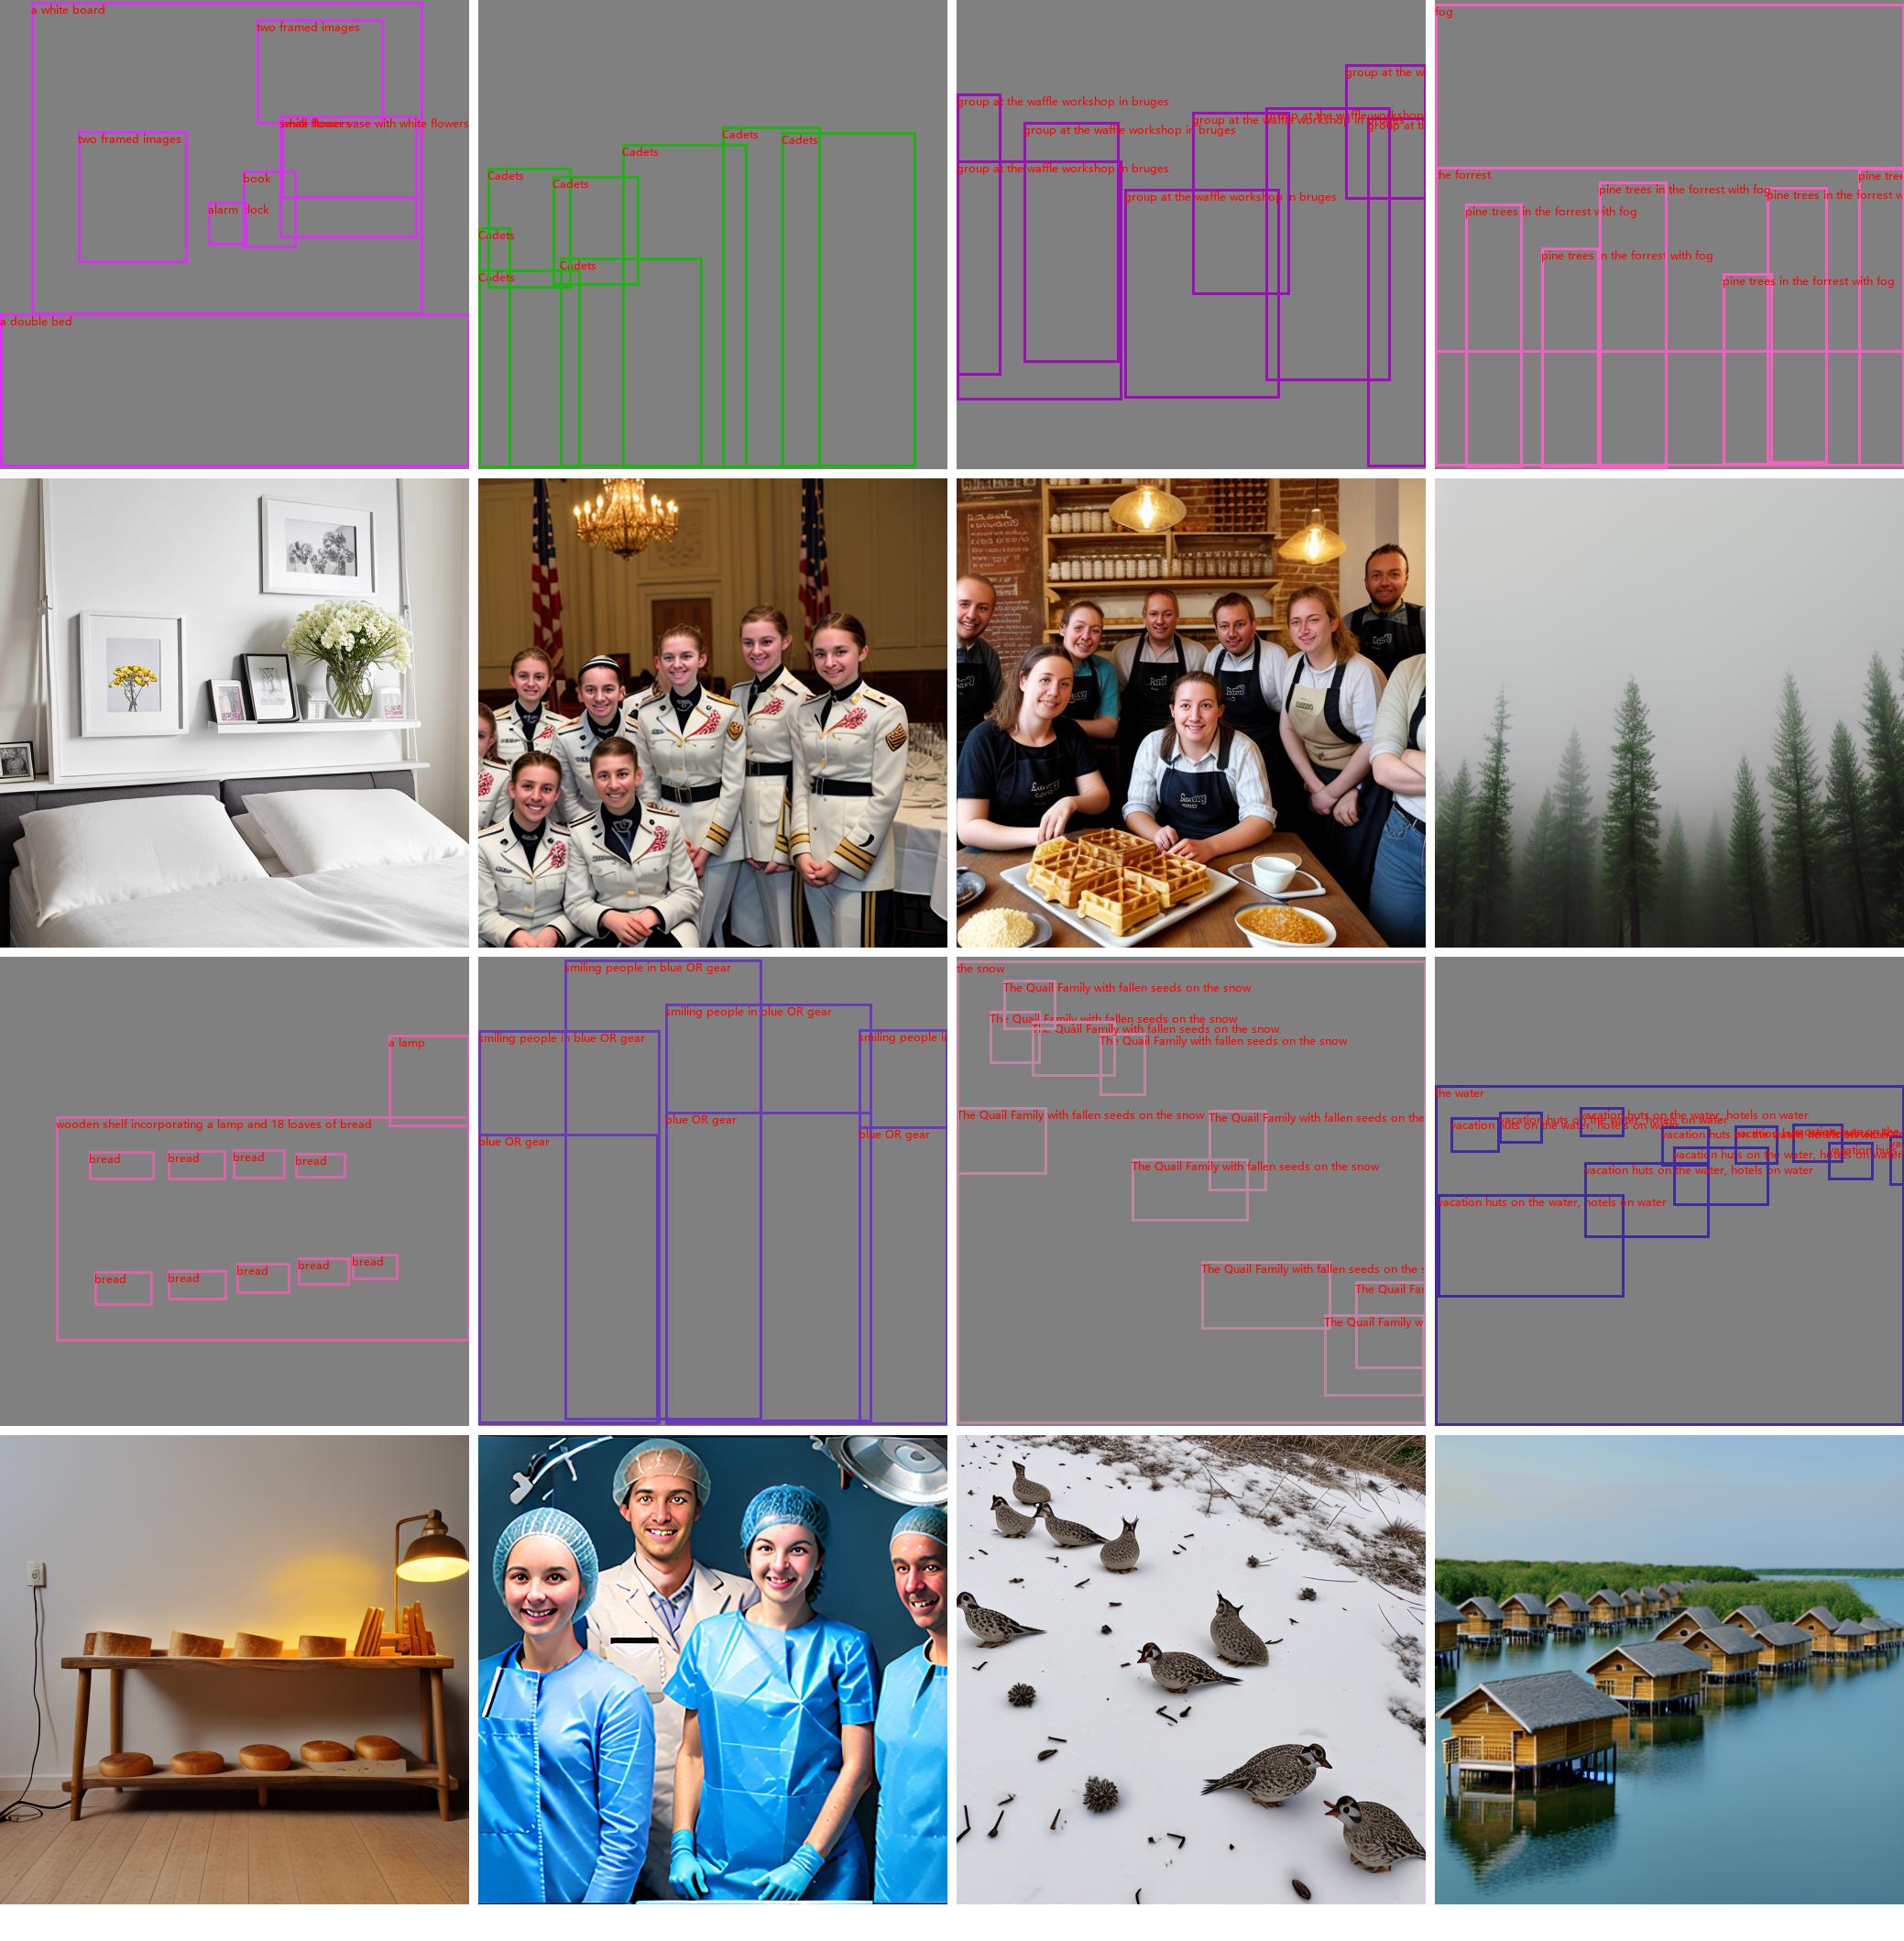 a white board
two framed images
white flowers
vase with white flowers
two framed images
book
alarm clock
a double bed
Cadets
Cadets
Cadets
Cadets
Cadets
Cadets
Cadets
Cadets
group at the w
group at the waffle workshop in bruges
group at the waffle workshop
group at the waffle workshop in bruges
group at th
group at the waffle workshop in bruges
group at the waffle workshop in bruges
group at the waffle workshop in bruges
fog
the forrest
pine tree
pine trees in the forrest with fog
pine trees in the forrest w
pine trees in the forrest with fog
pine trees in the forrest with fog
pine trees in the forrest with fog
a lamp
wooden shelf incorporating a lamp and 18 loaves of bread
bread
bread
bread
bread
bread
bread
bread
bread
bread
smiling people in blue OR gear
smiling people in blue OR gear
smiling people in blue OR gear
smiling people i
blue OR gear
blue OR gear
blue OR gear
the snow
The Quail Family with fallen seeds on the snow
The Quail Family with fallen seeds on the snow
The Quail Family with fallen seeds on the snow
The Quail Family with fallen seeds on the snow
The Quail Family with fallen seeds on the snow
The Quail Family with fallen seeds on the
The Quail Family with fallen seeds on the snow
The Quail Family with fallen seeds on the s
The Quail Fa
The Quail Family w
the water
vacation huts on the water, hotels on water
vacation huts on the water, hotels on water
vacation huts on the water, hotels on water
vacation huts on the water, hotels on water
vacation huts on the
vacation huts
vacation huts on the water, hotels on water
vacation huts on the water, hotels on water
vacation huts on the water, hotels on water